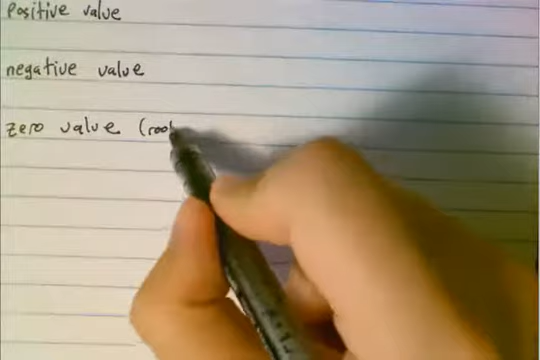 positive value
negative value
zero value (roo